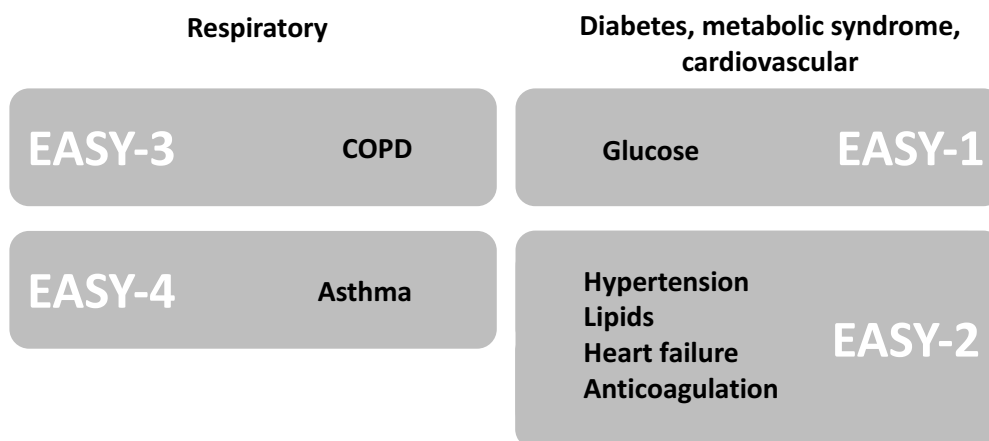 Respiratory
EASY-3
COPD
EASY-4
Asthma
Diabetes, metabolic syndrome,
cardiovascular
Glucose
EASY-1
Hypertension
Lipids
Heart failure
Anticoagulation
EASY-2